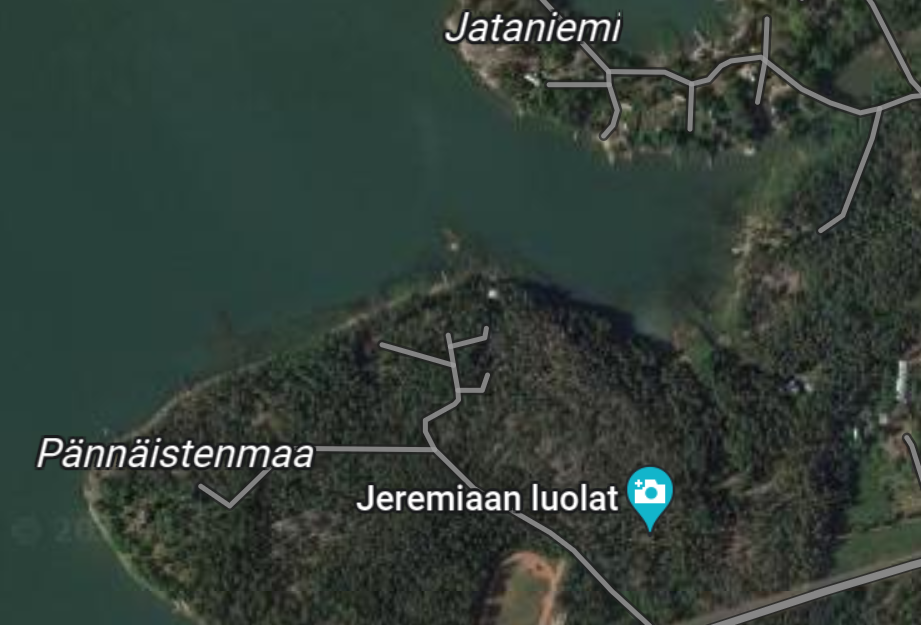 Jataniemi
Pännäistenmaa
Jeremiaan luolat